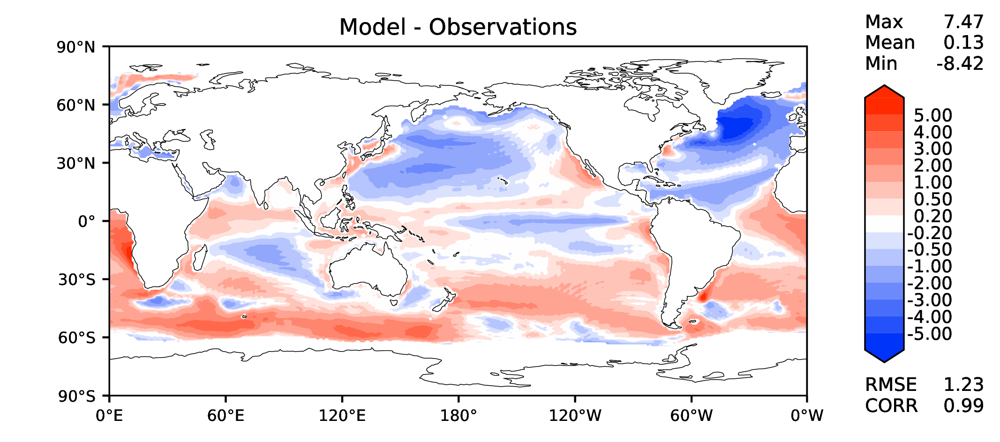 Model - Observations
Max 7.47
Mean 0.13
Min -8.42
90°N
60°N
30°N
0°
30°S
60°S
90°S
0°E 60°E 120°E 180° 120°W 60°W 0°W
5.00
4.00
3.00
2.00
1.00
0.50
0.20
-0.20
-0.50
-1.00
-2.00
-3.00
-4.00
-5.00
RMSE 1.23
CORR 0.99